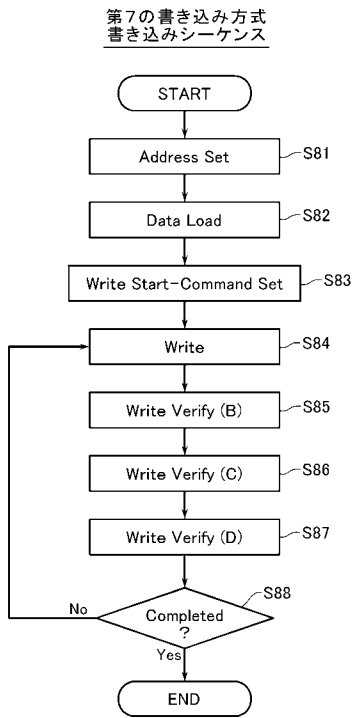 第7の書き込み方式
書き込みシーケンス
START
Address Set
S81
Data Load
S82
Write Start-Command Set
S83
Write
S84
Write Verify (B)
S85
Write Verify (C)
S86
Write Verify (D)
S87
S88
No
Completed
?
Yes
END